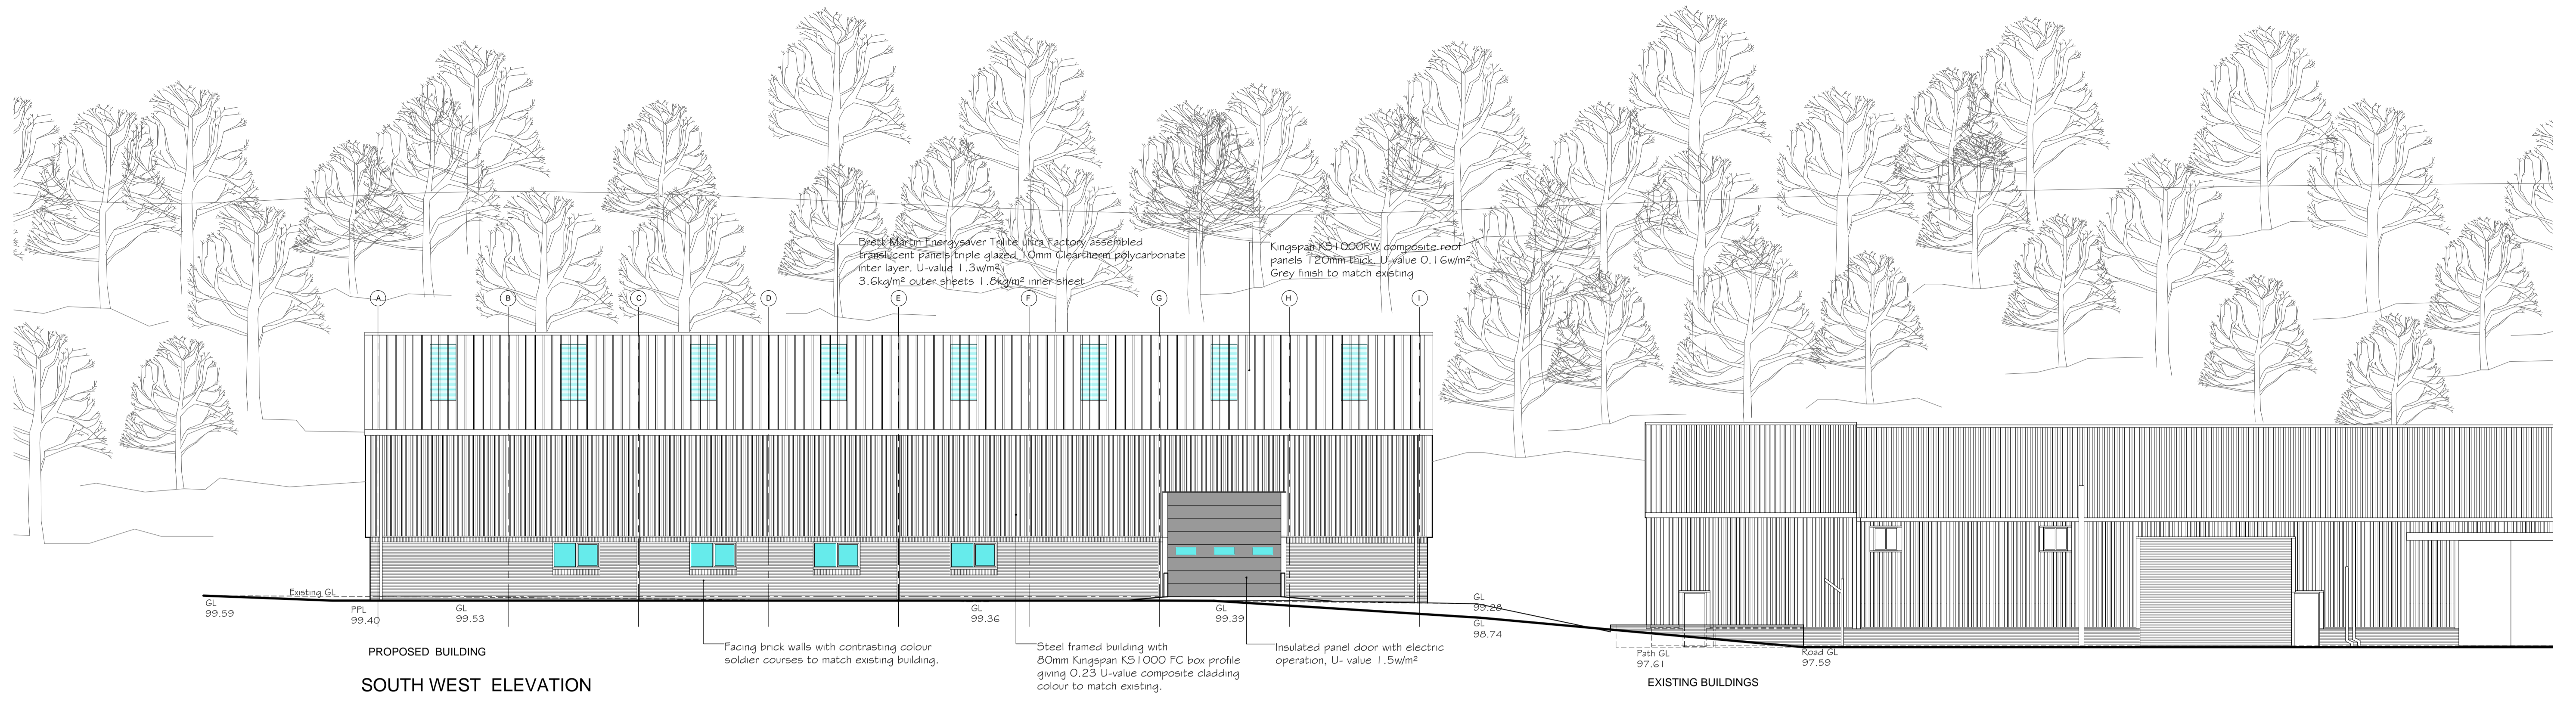 Brett Martin Energysaver Trilite ultra Factory assembled
translucent panels triple glazed 10mm Cleartherm polycarbonate
inter layer. U-value 1.3w/m²
3.6kg/m² outer sheets 1.8kg/m² inner sheet
Kingspan KS1000RW composite roof
panels 120mm thick. U-value 0.16w/m²
Grey finish to match existing
A B C D E F G H I
Existing GL
GL
99.59
PPL
99.40
GL
99.53
GL
99.36
GL
99.39
GL
99.28
GL
98.74
Facing brick walls with contrasting colour
soldier courses to match existing building.
Steel framed building with
80mm Kingspan KS1000 FC box profile
giving 0.23 U-value composite cladding
colour to match existing.
Insulated panel door with electric
operation, U- value 1.5w/m²
Path GL
97.61
Road GL
97.59
PROPOSED BUILDING
SOUTH WEST ELEVATION
EXISTING BUILDINGS